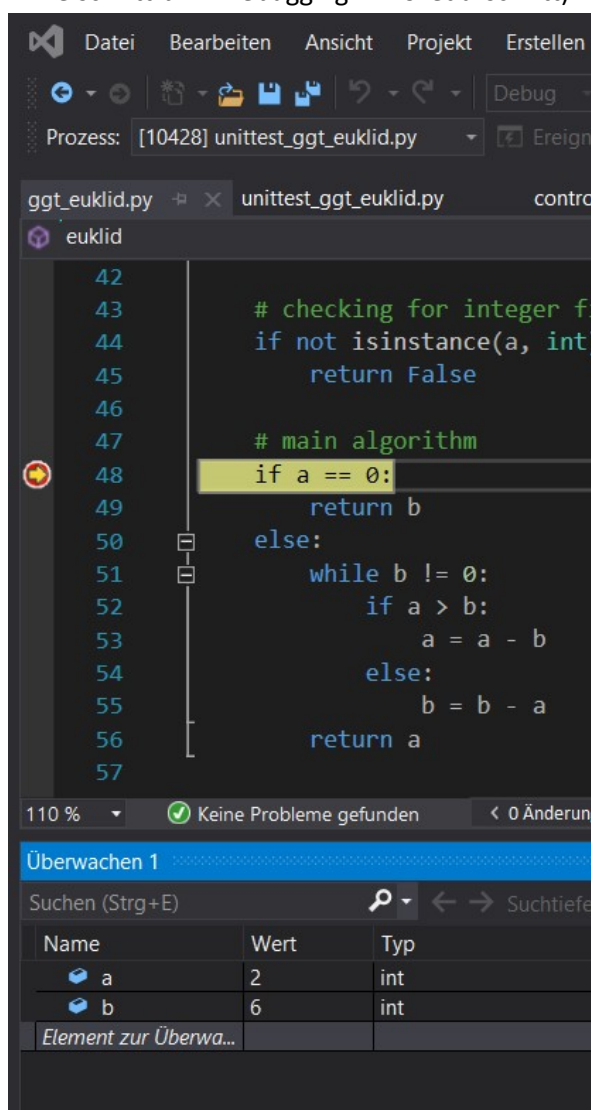 Datei Bearbeiten Ansicht Projekt Erstellen
Debug
Prozess: [10428] unittest_ggt_euklid.py Ereign
ggt_euklid.py unittest_ggt_euklid.py contro
euklid
42
43 # checking for integer fi
44 if not isinstance(a, int)
45 return False
46
47 # main algorithm
48 if a == 0:
49 return b
50 else:
51 while b != 0:
52 if a > b:
53 a = a - b
54 else:
55 b = b - a
56 return a
57
110 % Keine Probleme gefunden < 0 Änderun
Überwachen 1
Suchen (Strg+E) Suchtiefe
Name Wert Typ
a 2 int
b 6 int
Element zur Überwa...